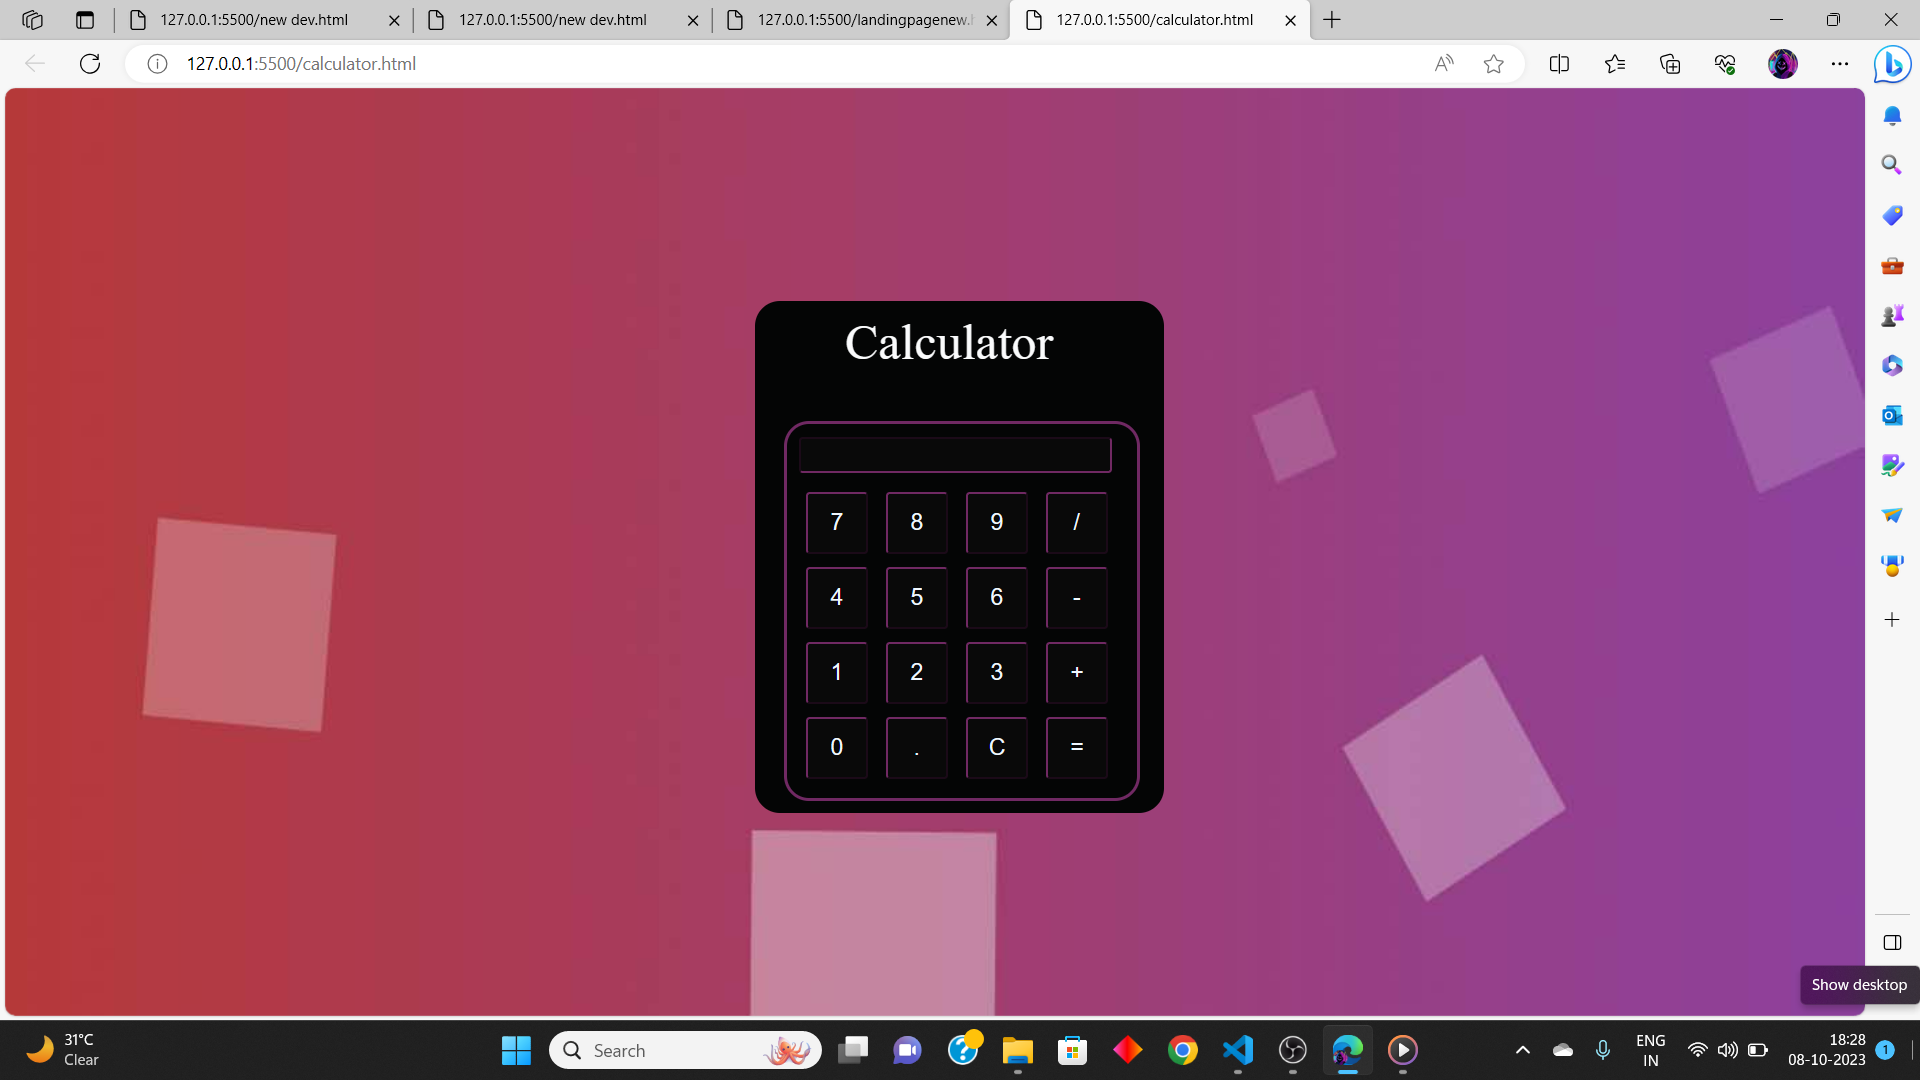 127.0.0.1:5500/new dev.html
127.0.0.1:5500/new dev.html
127.0.0.1:5500/landingpagenew.h
127.0.0.1:5500/calculator.html
127.0.0.1:5500/calculator.html
Calculator
7 8 9 /
4 5 6 -
1 2 3 +
0 . C =
Show desktop
31°C
Clear
Search
ENG
IN
18:28
08-10-2023
1